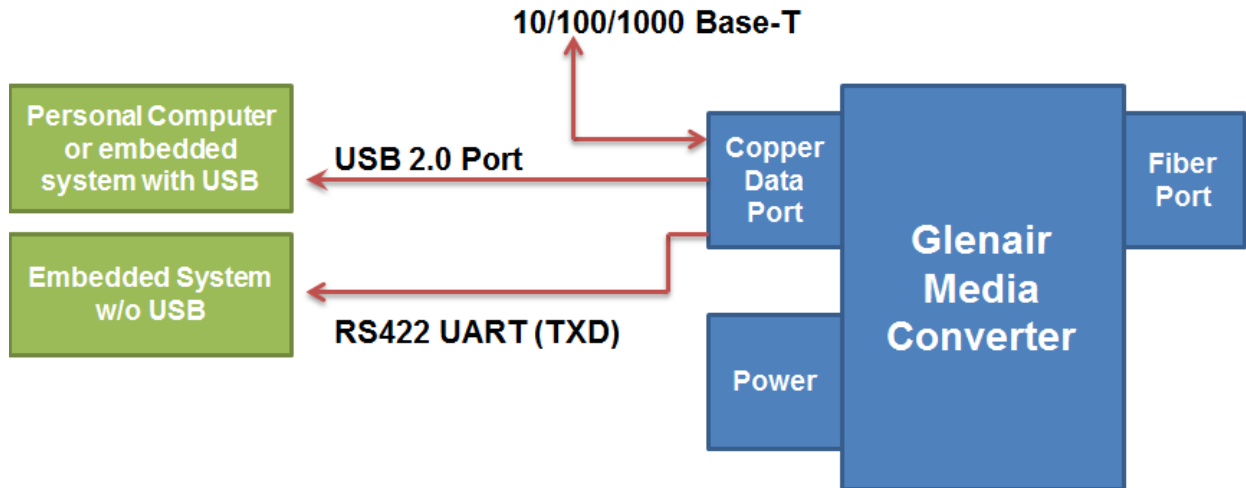 10/100/1000 Base-T
Personal Computer
or embedded
system with USB
USB 2.0 Port
Copper
Data
Port
Fiber
Port
Glenair
Media
Converter
Embedded System
w/o USB
RS422 UART (TXD)
Power